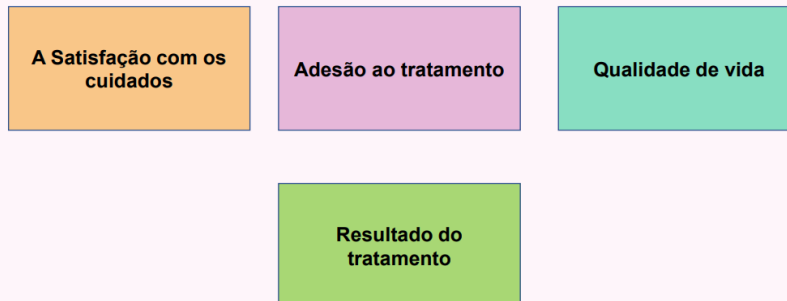 A Satisfação com os
cuidados
Adesão ao tratamento
Qualidade de vida
Resultado do
tratamento